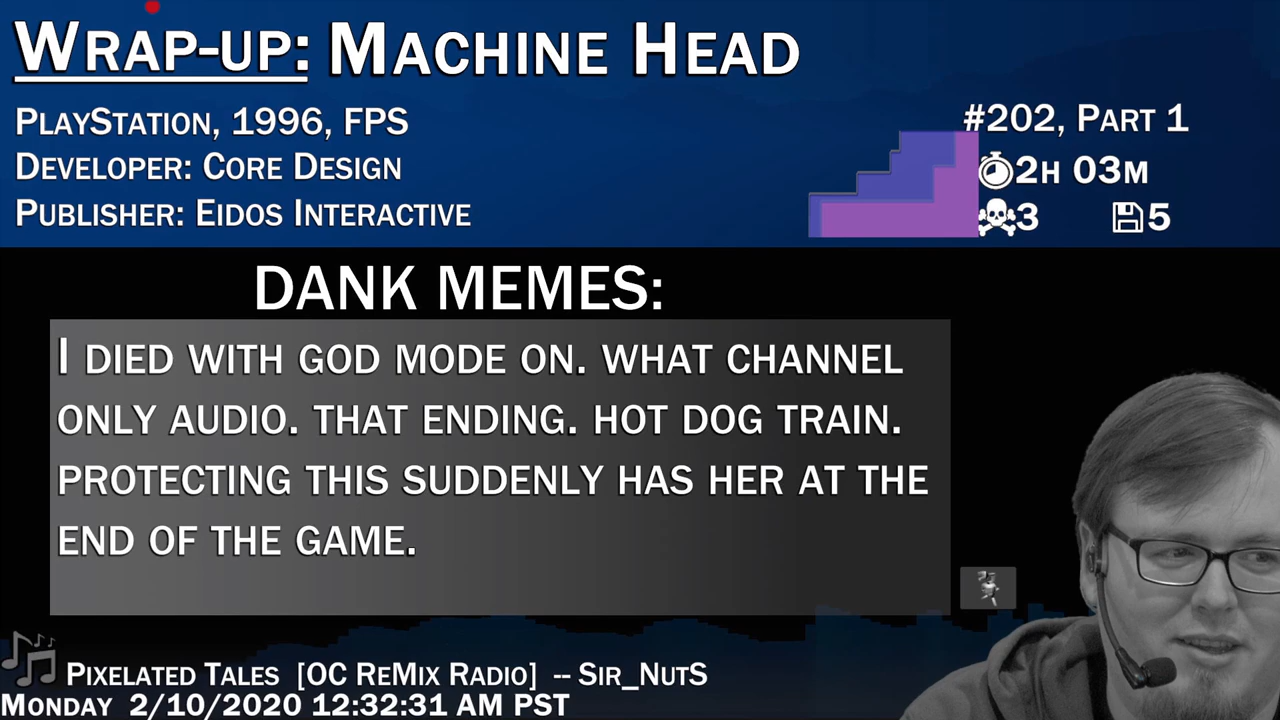 Wrap-up: Machine Head
PlayStation, 1996, FPS
#202, Part 1
Developer: Core Design
2h 03m
Publisher: Eidos Interactive
3
5
DANK MEMES:
I DIED WITH GOD MODE ON. WHAT CHANNEL
ONLY AUDIO. THAT ENDING. HOT DOG TRAIN.
PROTECTING THIS SUDDENLY HAS HER AT THE
END OF THE GAME.
Pixelated Tales [OC ReMix Radio] -- Sir_NutS
Monday 2/10/2020 12:32:31 AM PST